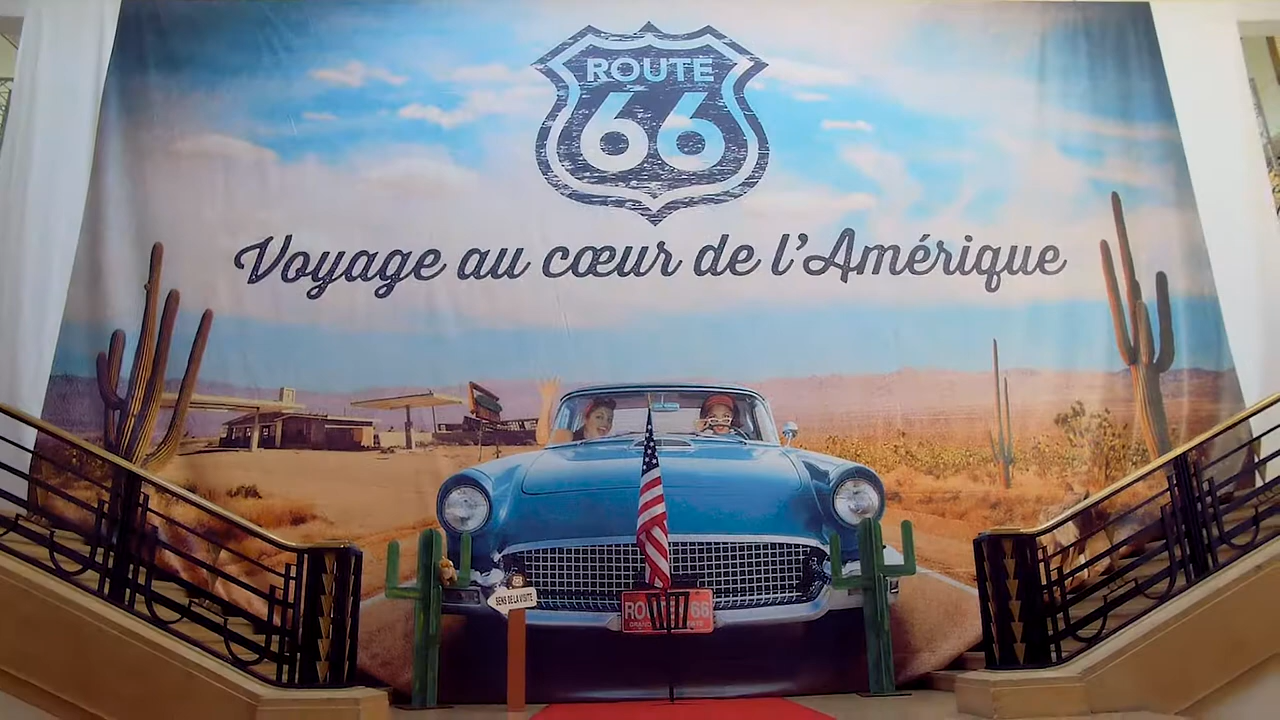 ROUTE
66
Voyage au cœur de l'Amérique
SENS DE LA VISITE
ROUTE 66